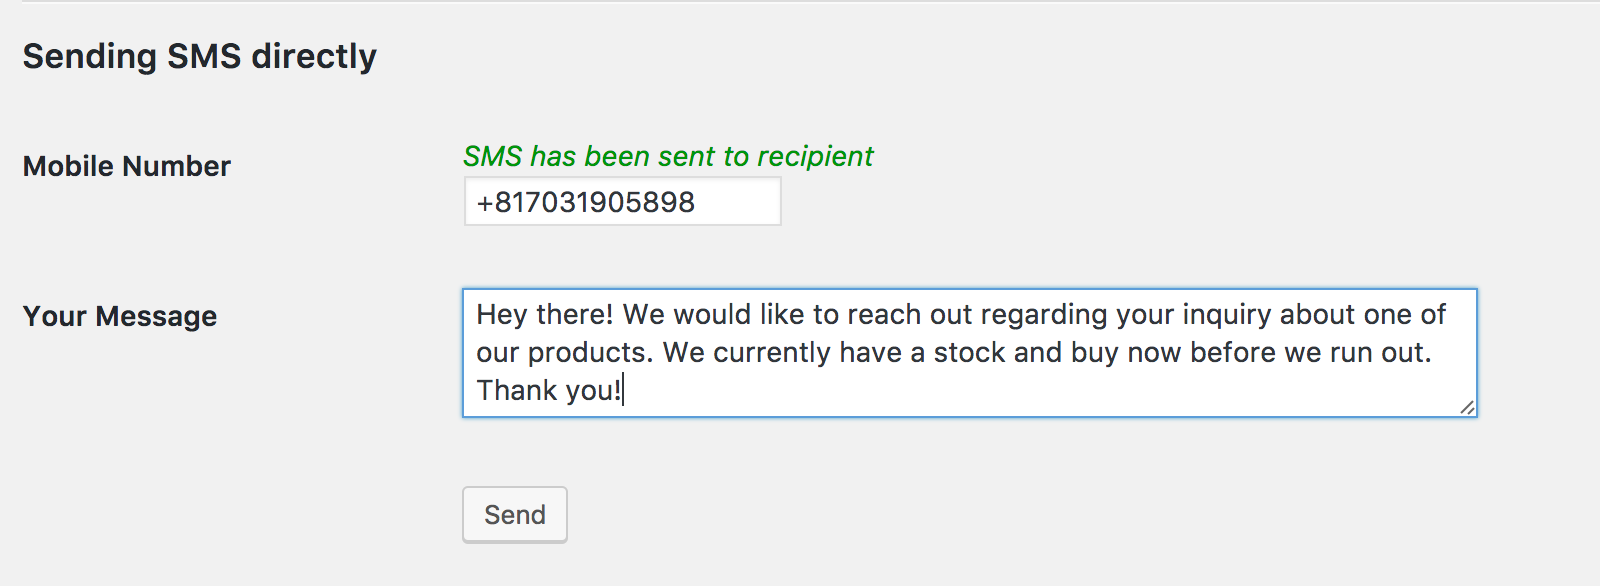 Sending SMS directly
Mobile Number
SMS has been sent to recipient
+817031905898
Your Message
Hey there! We would like to reach out regarding your inquiry about one of
our products. We currently have a stock and buy now before we run out.
Thank you!
Send